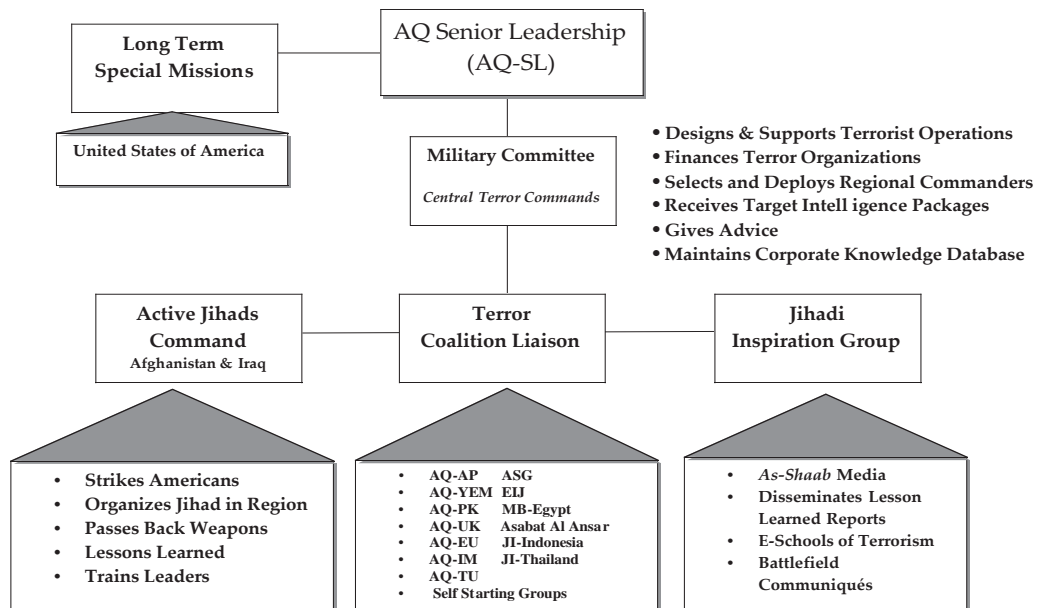 Long Term
Special Missions
AQ Senior Leadership
(AQ-SL)
United States of America
Military Committee
Central Terror Commands
• Designs & Supports Terrorist Operations
• Finances Terror Organizations
• Selects and Deploys Regional Commanders
• Receives Target Intell igence Packages
• Gives Advice
• Maintains Corporate Knowledge Database
Active Jihads
Command
Afghanistan & Iraq
Terror
Coalition Liaison
Jihadi
Inspiration Group
• Strikes Americans
• Organizes Jihad in Region
• Passes Back Weapons
• Lessons Learned
• Trains Leaders
• AQ-AP ASG
• AQ-YEM EIJ
• AQ-PK MB-Egypt
• AQ-UK Asabat Al Ansar
• AQ-EU JI-Indonesia
• AQ-IM JI-Thailand
• AQ-TU
• Self Starting Groups
• As-Shaab Media
• Disseminates Lesson
Learned Reports
• E-Schools of Terrorism
• Battlefield
Communiqués